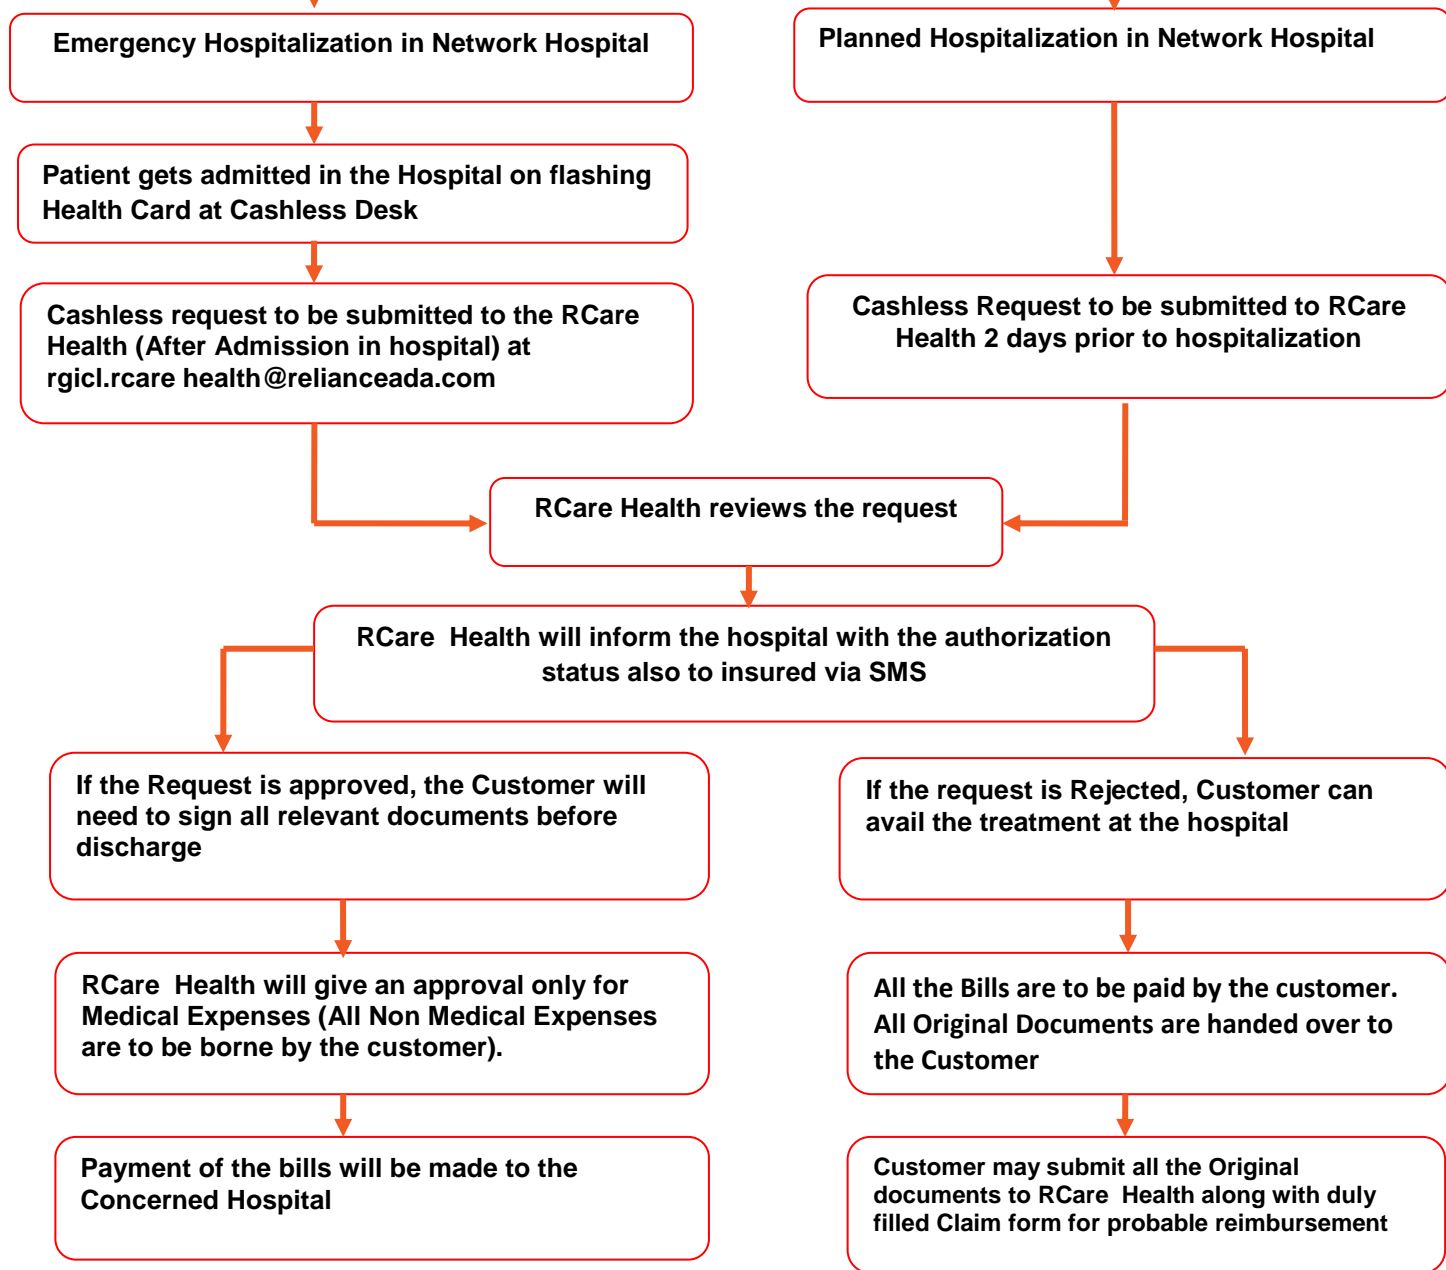 Emergency Hospitalization in Network Hospital
Planned Hospitalization in Network Hospital
Patient gets admitted in the Hospital on flashing
Health Card at Cashless Desk
Cashless request to be submitted to the RCare
Health (After Admission in hospital) at
rgicl.rcare health@relianceada.com
Cashless Request to be submitted to RCare
Health 2 days prior to hospitalization
RCare Health reviews the request
RCare  Health will inform the hospital with the authorization
status also to insured via SMS
If the Request is approved, the Customer will
need to sign all relevant documents before
discharge
If the request is Rejected, Customer can
avail the treatment at the hospital
RCare  Health will give an approval only for
Medical Expenses (All Non Medical Expenses
are to be borne by the customer).
All the Bills are to be paid by the customer.
All Original Documents are handed over to
the Customer
Payment of the bills will be made to the
Concerned Hospital
Customer may submit all the Original
documents to RCare  Health along with duly
filled Claim form for probable reimbursement